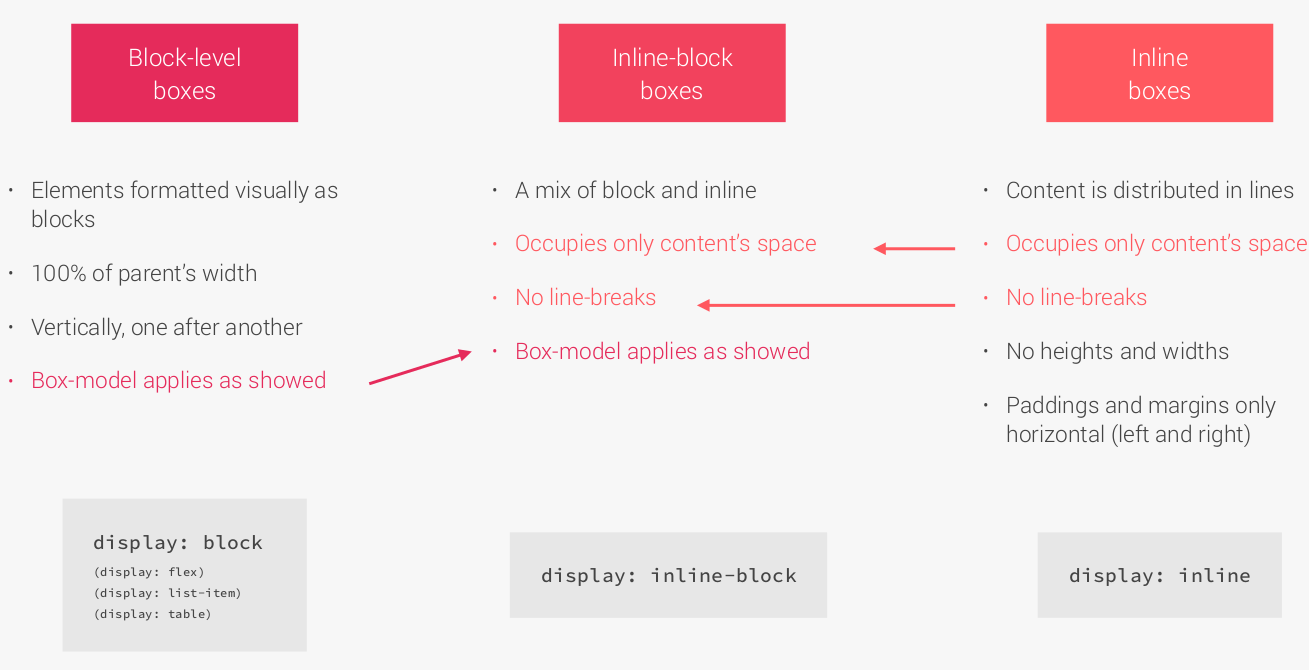 Block-level
boxes
Inline-block
boxes
Inline
boxes
• Elements formatted visually as
blocks
• 100% of parent’s width
• Vertically, one after another
• Box-model applies as showed
• A mix of block and inline
• Occupies only content’s space
• No line-breaks
• Box-model applies as showed
• Content is distributed in lines
• Occupies only content’s space
• No line-breaks
• No heights and widths
• Paddings and margins only
horizontal (left and right)
display: block
(display: flex)
(display: list-item)
(display: table)
display: inline-block
display: inline